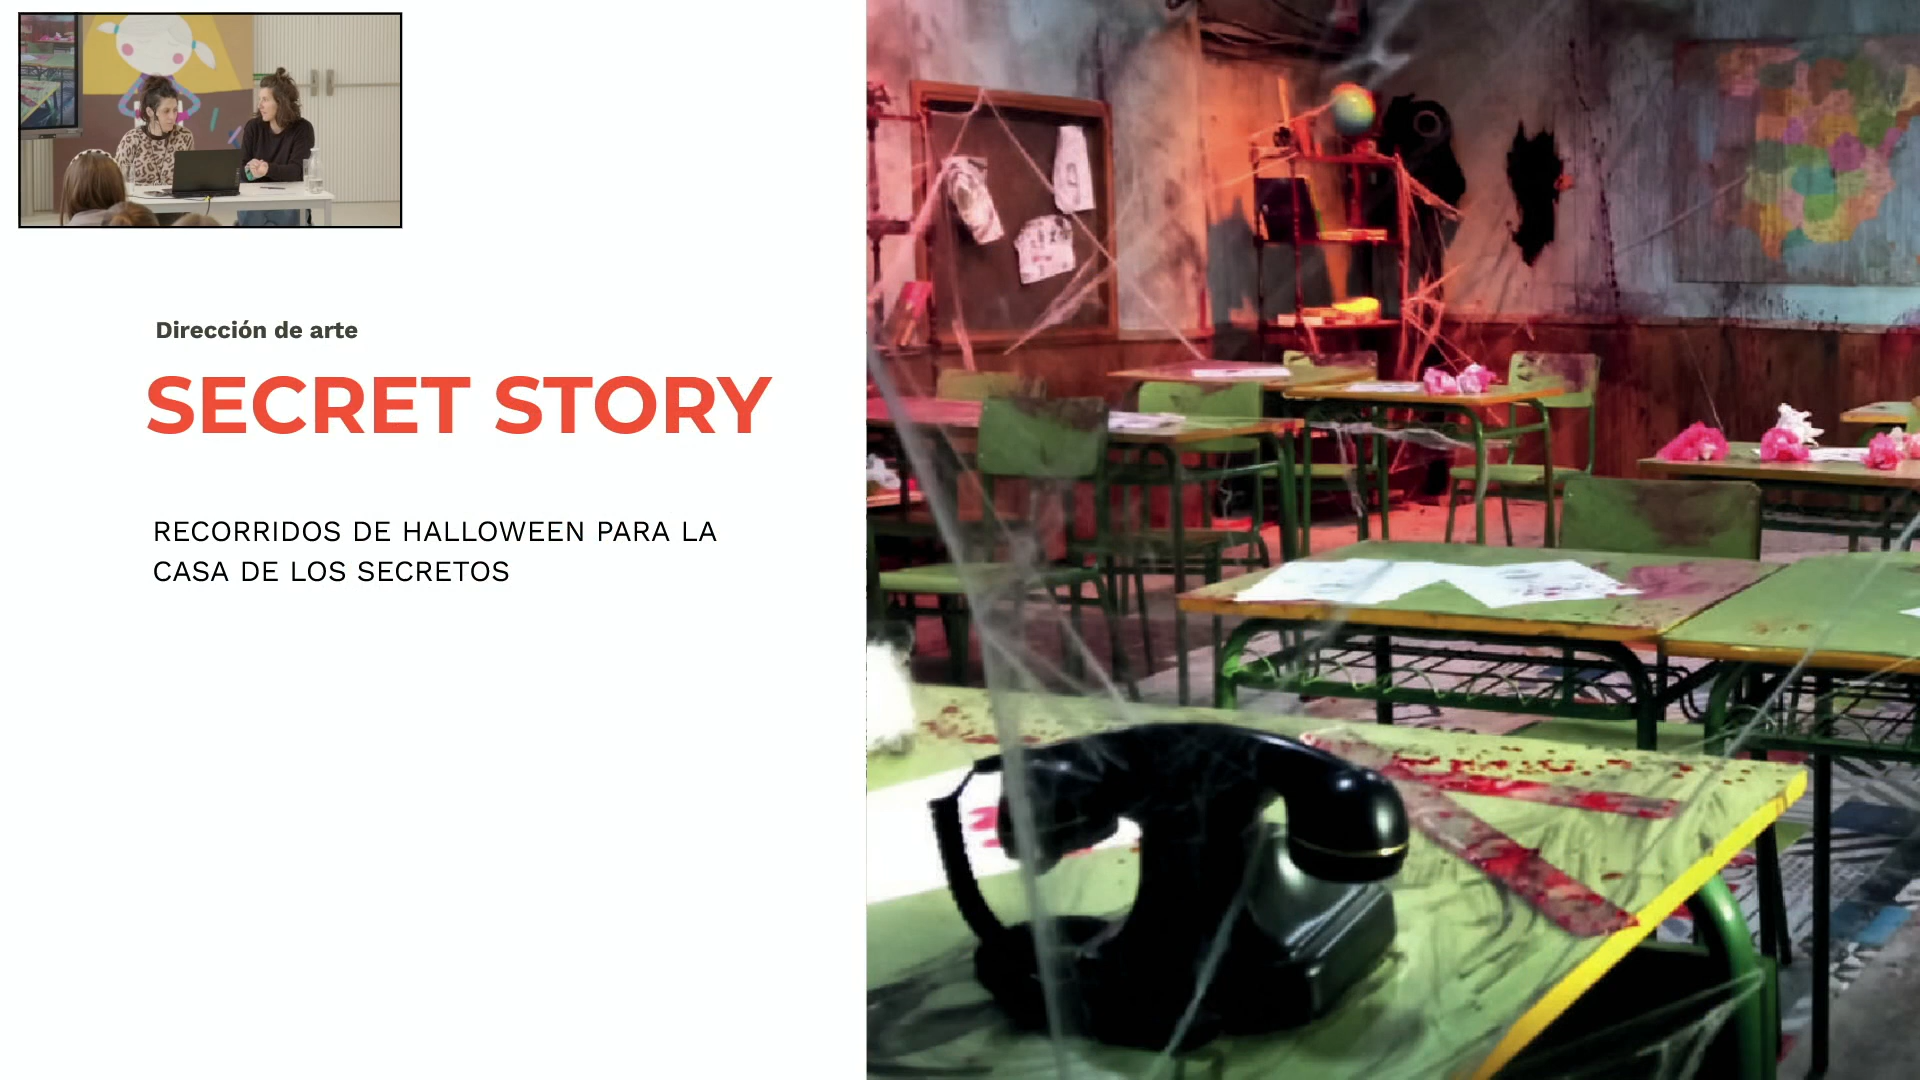 Dirección de arte
SECRET STORY
RECORRIDOS DE HALLOWEEN PARA LA
CASA DE LOS SECRETOS